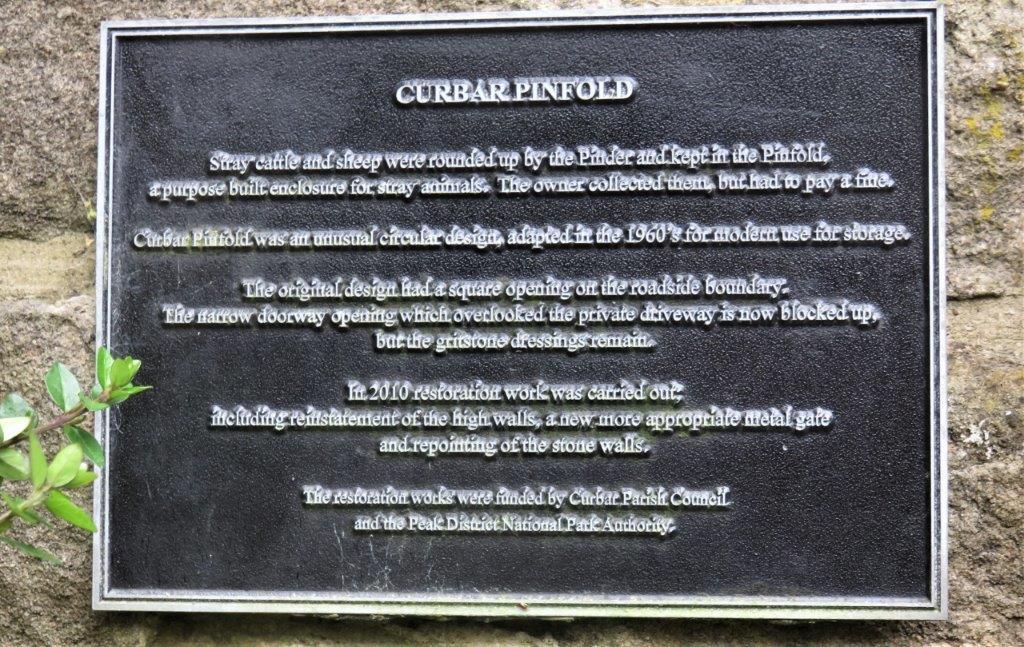 CURBAR PINFOLD
Stray cattle and sheep were rounded up by the Pinder and kept in the Pinfold,
a purpose built enclosure for stray animals. The owner collected them, but had to pay a fine.
Curbar Pinfold was an unusual circular design, adapted in the 1960's for modern use for storage.
The original design had a square opening on the roadside boundary.
The narrow doorway opening which overlooked the private driveway is now blocked up,
but the gritstone dressings remain.
In 2010 restoration work was carried out;
including reinstatement of the high walls, a new more appropriate metal gate
and repointing of the stone walls.
The restoration works were funded by Curbar Parish Council
and the Peak District National Park Authority.